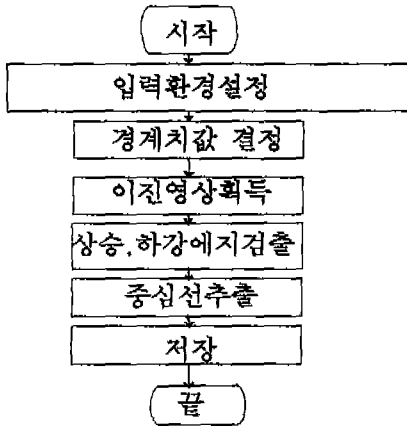 시작
입력환경설정
경계치값 결정
이진영상획득
상승,하강에지검출
중심선추출
저장
끝